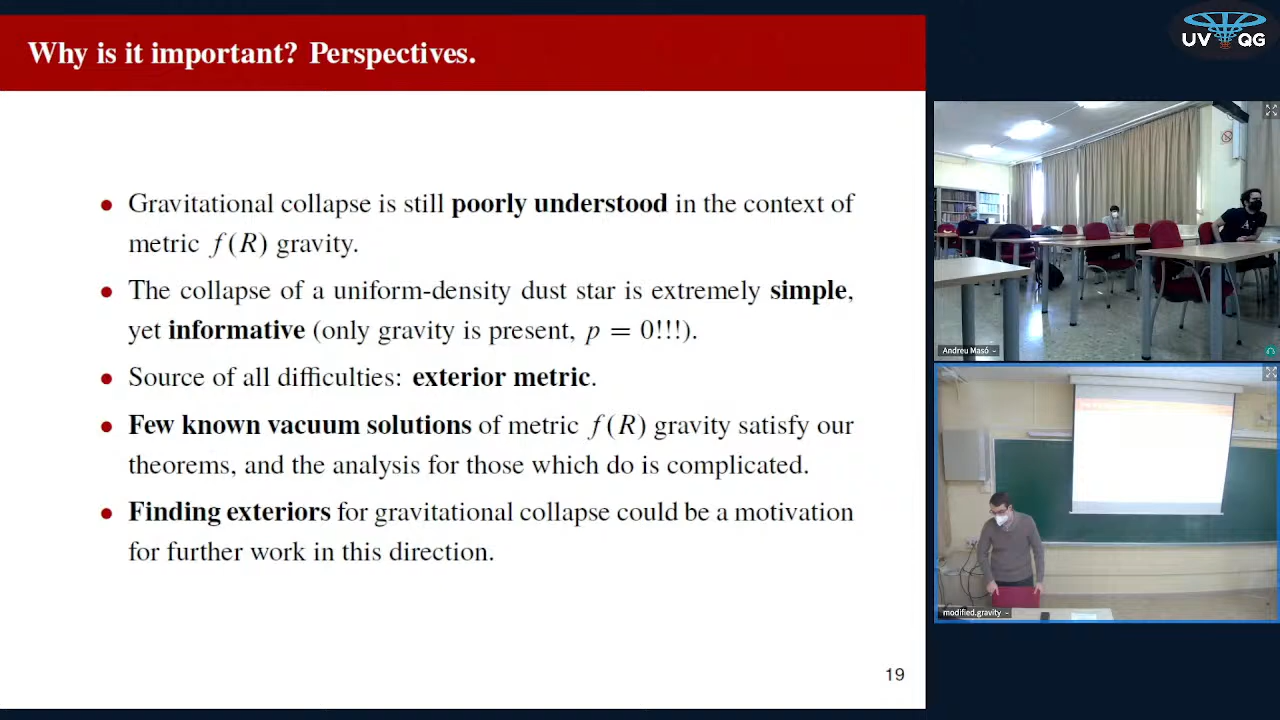 Why is it important? Perspectives.
UV QG
• Gravitational collapse is still poorly understood in the context of
metric f(R) gravity.
• The collapse of a uniform-density dust star is extremely simple,
yet informative (only gravity is present, p = 0!!!).
• Source of all difficulties: exterior metric.
• Few known vacuum solutions of metric f(R) gravity satisfy our
theorems, and the analysis for those which do is complicated.
• Finding exteriors for gravitational collapse could be a motivation
for further work in this direction.
19
Andreu Masó
modified.gravity